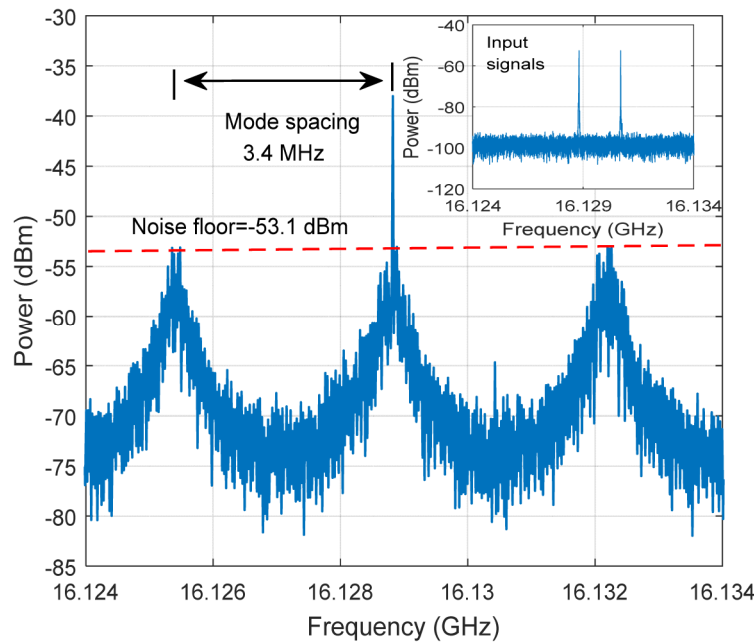 -30
-35
-40
-45
-50
-55
-60
-65
-70
-75
-80
-85
Power (dBm)
16.124
16.126
16.128
16.13
16.132
16.134
Frequency (GHz)
Mode spacing
3.4 MHz
Noise floor=-53.1 dBm
-40
-60
-80
-100
-120
Power (dBm)
Input
signals
16.124
16.129
16.134
Frequency (GHz)